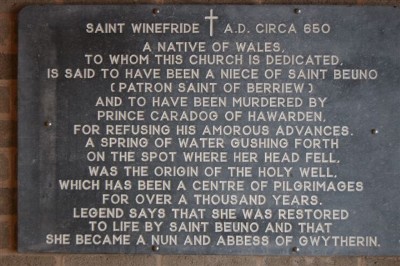 SAINT WINEFRIDE † A.D. CIRCA 650
A NATIVE OF WALES,
TO WHOM THIS CHURCH IS DEDICATED,
IS SAID TO HAVE BEEN A NIECE OF SAINT BEUNO
(PATRON SAINT OF BERRIEW)
AND TO HAVE BEEN MURDERED BY
PRINCE CARADOG OF HAWARDEN,
FOR REFUSING HIS AMOROUS ADVANCES.
A SPRING OF WATER GUSHING FORTH
ON THE SPOT WHERE HER HEAD FELL,
WAS THE ORIGIN OF THE HOLY WELL,
WHICH HAS BEEN A CENTRE OF PILGRIMAGES
FOR OVER A THOUSAND YEARS.
LEGEND SAYS THAT SHE WAS RESTORED
TO LIFE BY SAINT BEUNO AND THAT
SHE BECAME A NUN AND ABBESS OF GWYTHERIN.